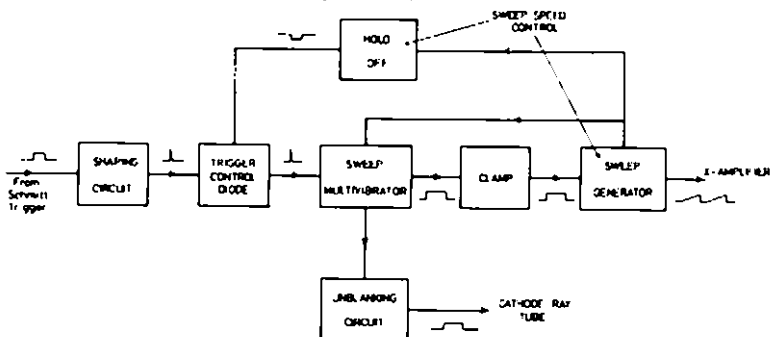 SWEEP SPEED
CONTROL
HOLD
OFF
From
Schmitt
Trigger
SHAPING
CIRCUIT
TRIGGER
CONTROL
DIODE
SWEEP
MULTIVIBRATOR
CLAMP
SWEEP
GENERATOR
X-AMPLIFIER
UNBLANKING
CIRCUIT
CATHODE RAY
TUBE